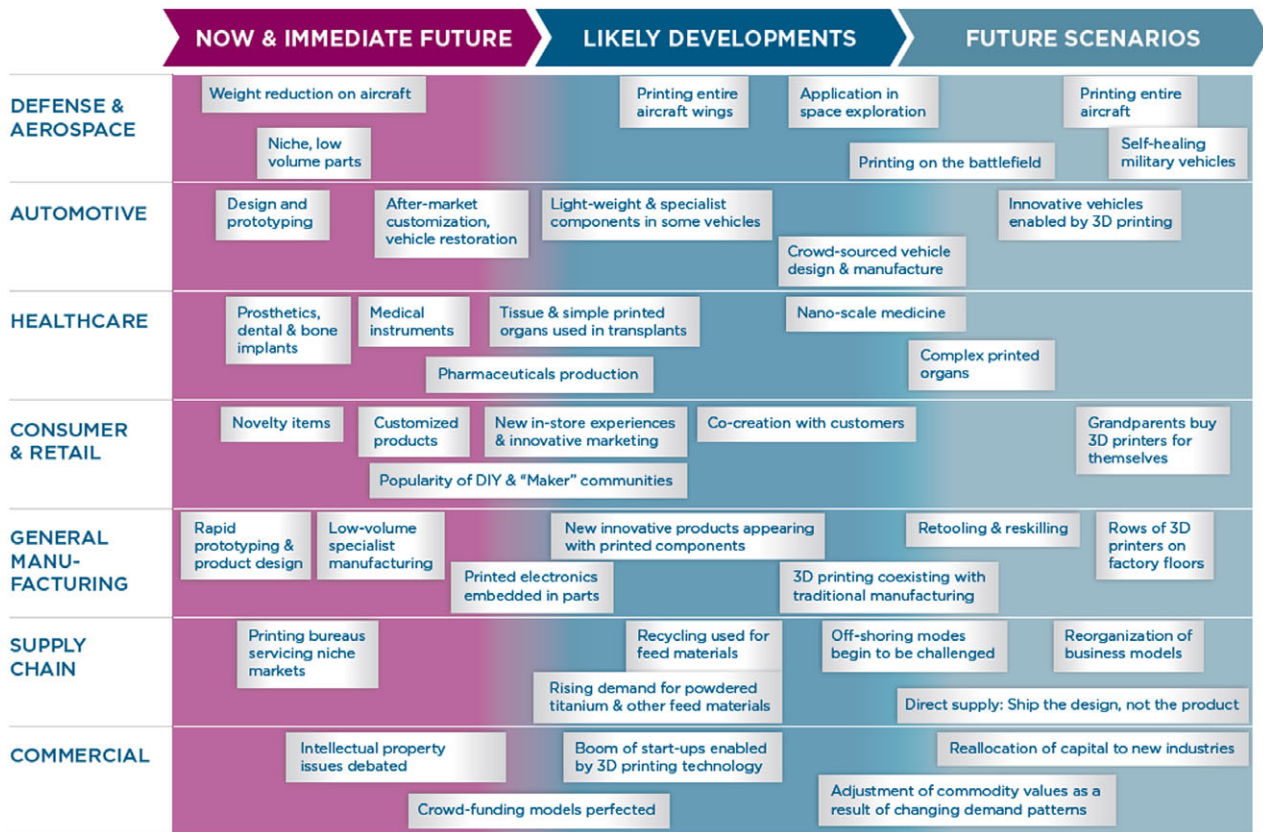 NOW & IMMEDIATE FUTURE
LIKELY DEVELOPMENTS
FUTURE SCENARIOS
DEFENSE &
AEROSPACE
Weight reduction on aircraft
Niche, low
volume parts
Printing entire
aircraft wings
Application in
space exploration
Printing on the battlefield
Printing entire
aircraft
Self-healing
military vehicles
AUTOMOTIVE
Design and
prototyping
After-market
customization,
vehicle restoration
Light-weight & specialist
components in some vehicles
Crowd-sourced vehicle
design & manufacture
Innovative vehicles
enabled by 3D printing
HEALTHCARE
Prosthetics,
dental & bone
implants
Medical
instruments
Pharmaceuticals production
Tissue & simple printed
organs used in transplants
Nano-scale medicine
Complex printed
organs
CONSUMER
& RETAIL
Novelty items
Customized
products
Popularity of DIY & “Maker” communities
New in-store experiences
& innovative marketing
Co-creation with customers
Grandparents buy
3D printers for
themselves
GENERAL
MANU-
FACTURING
Rapid
prototyping &
product design
Low-volume
specialist
manufacturing
Printed electronics
embedded in parts
New innovative products appearing
with printed components
3D printing coexisting with
traditional manufacturing
Retooling & reskilling
Rows of 3D
printers on
factory floors
SUPPLY
CHAIN
Printing bureaus
servicing niche
markets
Recycling used for
feed materials
Rising demand for powdered
titanium & other feed materials
Off-shoring modes
begin to be challenged
Reorganization of
business models
Direct supply: Ship the design, not the product
COMMERCIAL
Intellectual property
issues debated
Crowd-funding models perfected
Boom of start-ups enabled
by 3D printing technology
Adjustment of commodity values as a
result of changing demand patterns
Reallocation of capital to new industries